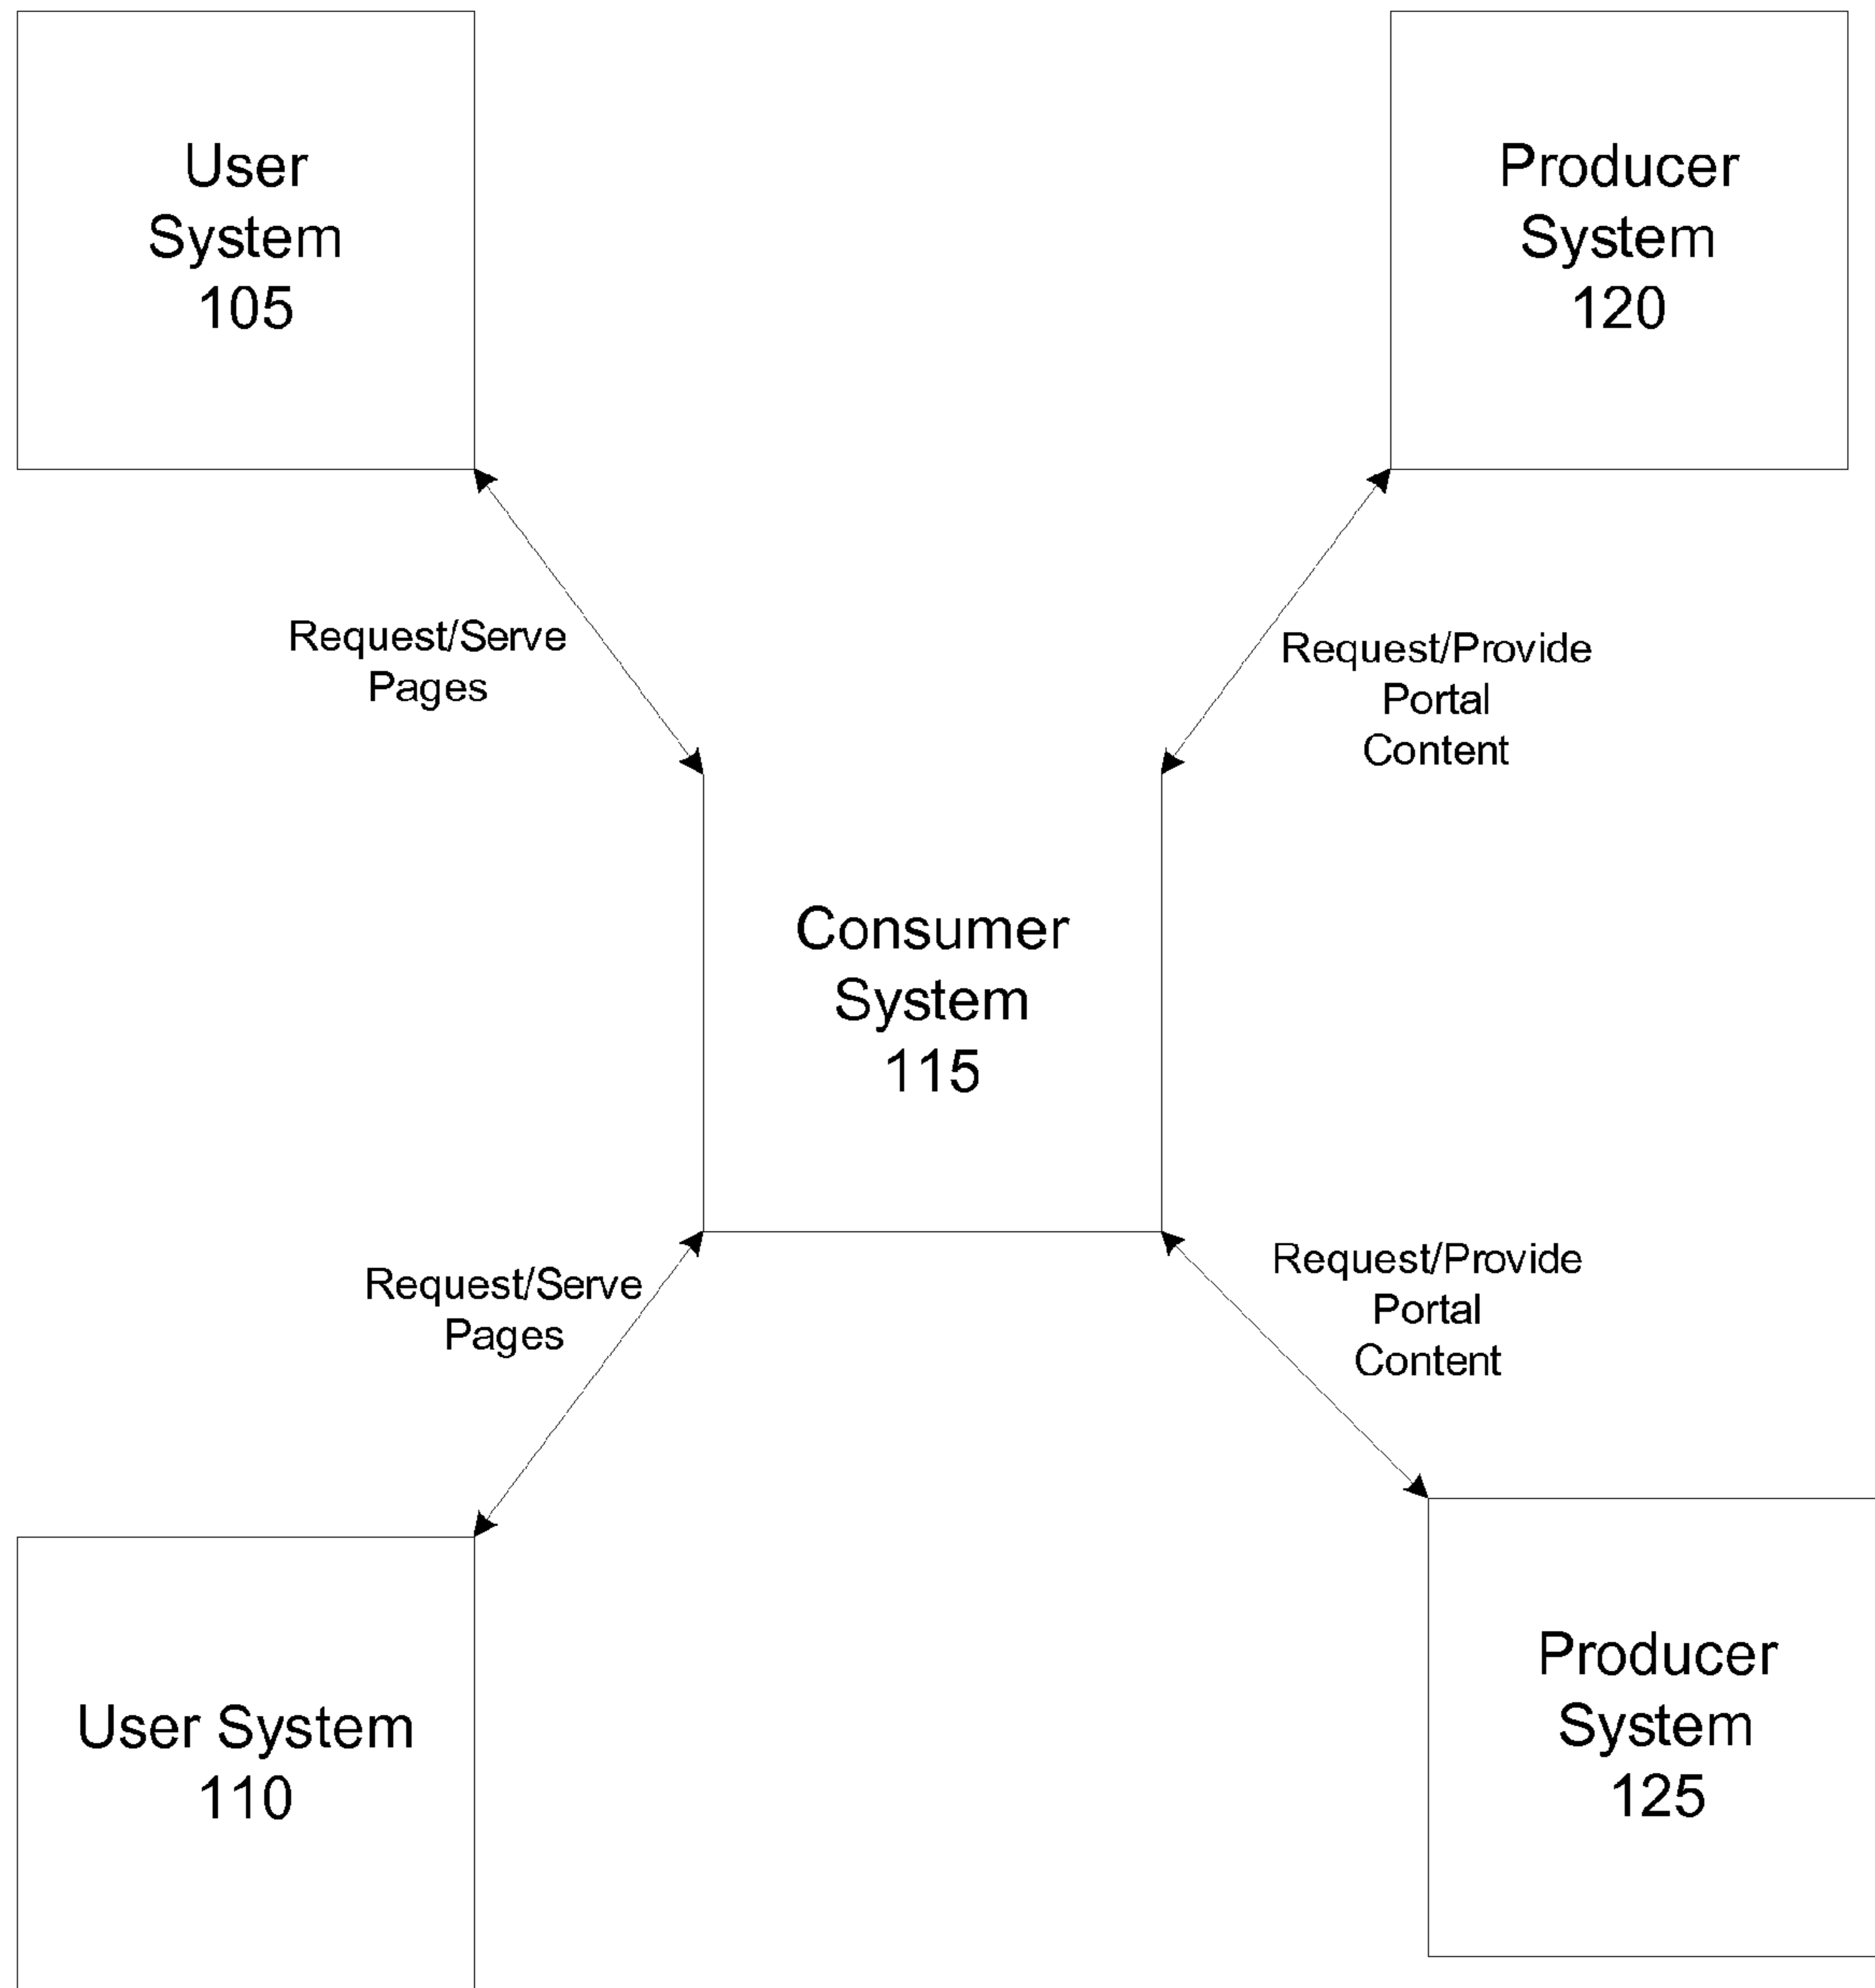 User
System
105
Producer
System
120
Request/Serve
Pages
Request/Provide
Portal
Content
Consumer
System
115
Request/Serve
Pages
Request/Provide
Portal
Content
User System
110
Producer
System
125